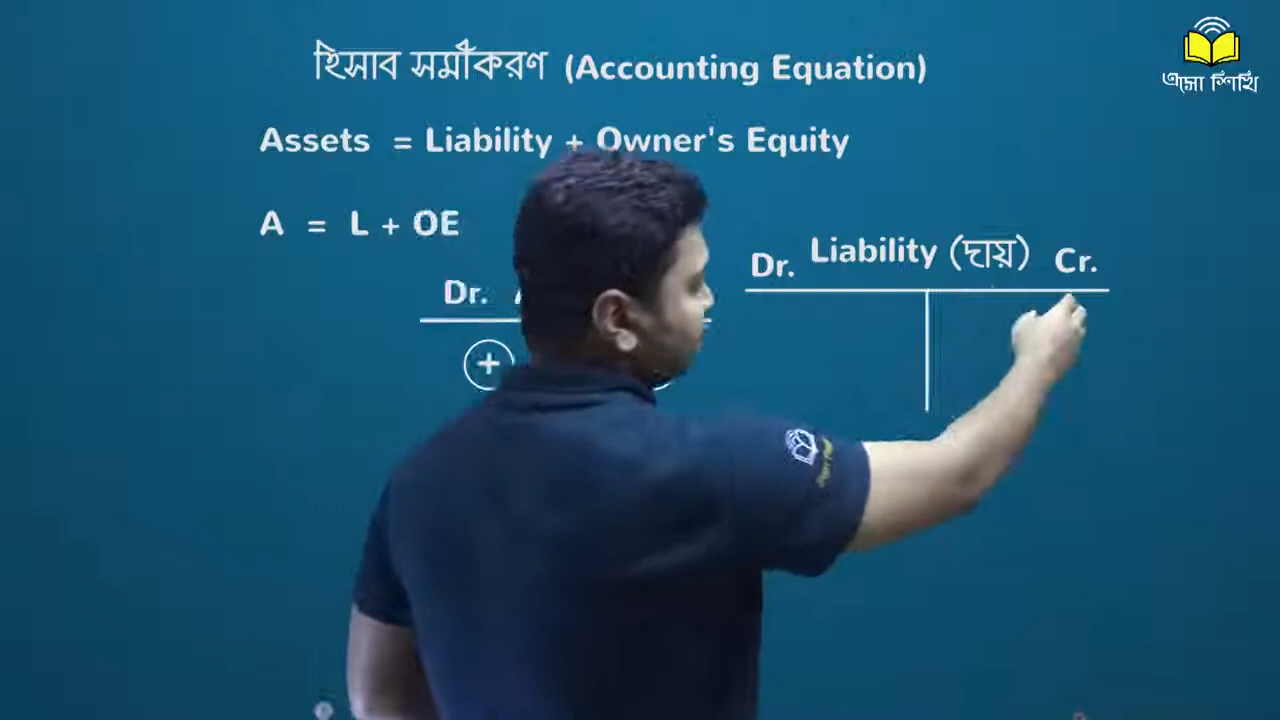 হিসাব সমীকরণ (Accounting Equation)
এসো শিখি
Assets = Liability + Owner's Equity
A = L + OE
Dr. Liability (দায়) Cr.
Dr.
+